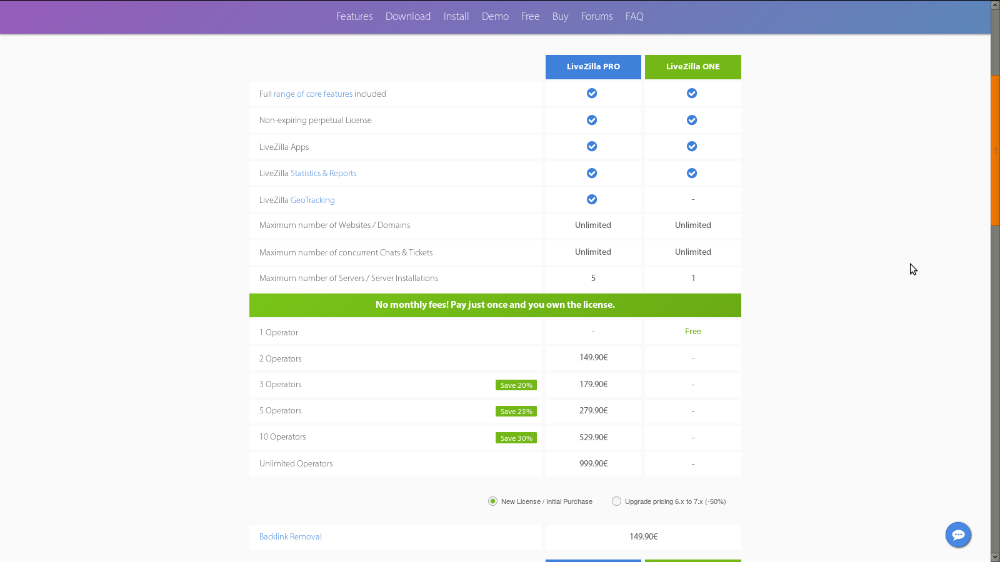 Features Download Install Demo Free Buy Forums FAQ
LiveZilla PRO LiveZilla ONE
Full range of core features included
Non-expiring perpetual License
LiveZilla Apps
LiveZilla Statistics & Reports
LiveZilla GeoTracking -
Maximum number of Websites / Domains Unlimited Unlimited
Maximum number of concurrent Chats & Tickets Unlimited Unlimited
Maximum number of Servers / Server Installations 5 1
No monthly fees! Pay just once and you own the license.
1 Operator - Free
2 Operators 149.90€ -
3 Operators Save 20% 179.90€ -
5 Operators Save 25% 279.90€ -
10 Operators Save 30% 529.90€ -
Unlimited Operators 999.90€ -
New License / Initial Purchase Upgrade pricing 6.x to 7.x (-50%)
Backlink Removal 149.90€